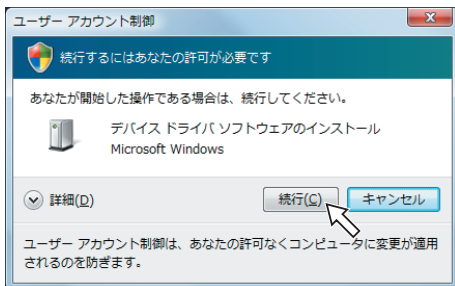 ユーザー アカウント制御
続行するにはあなたの許可が必要です
あなたが開始した操作である場合は、続行してください。
デバイス ドライバ ソフトウェアのインストール
Microsoft Windows
詳細(D)
続行(C)
キャンセル
ユーザー アカウント制御は、あなたの許可なくコンピュータに変更が適用
されるのを防ぎます。